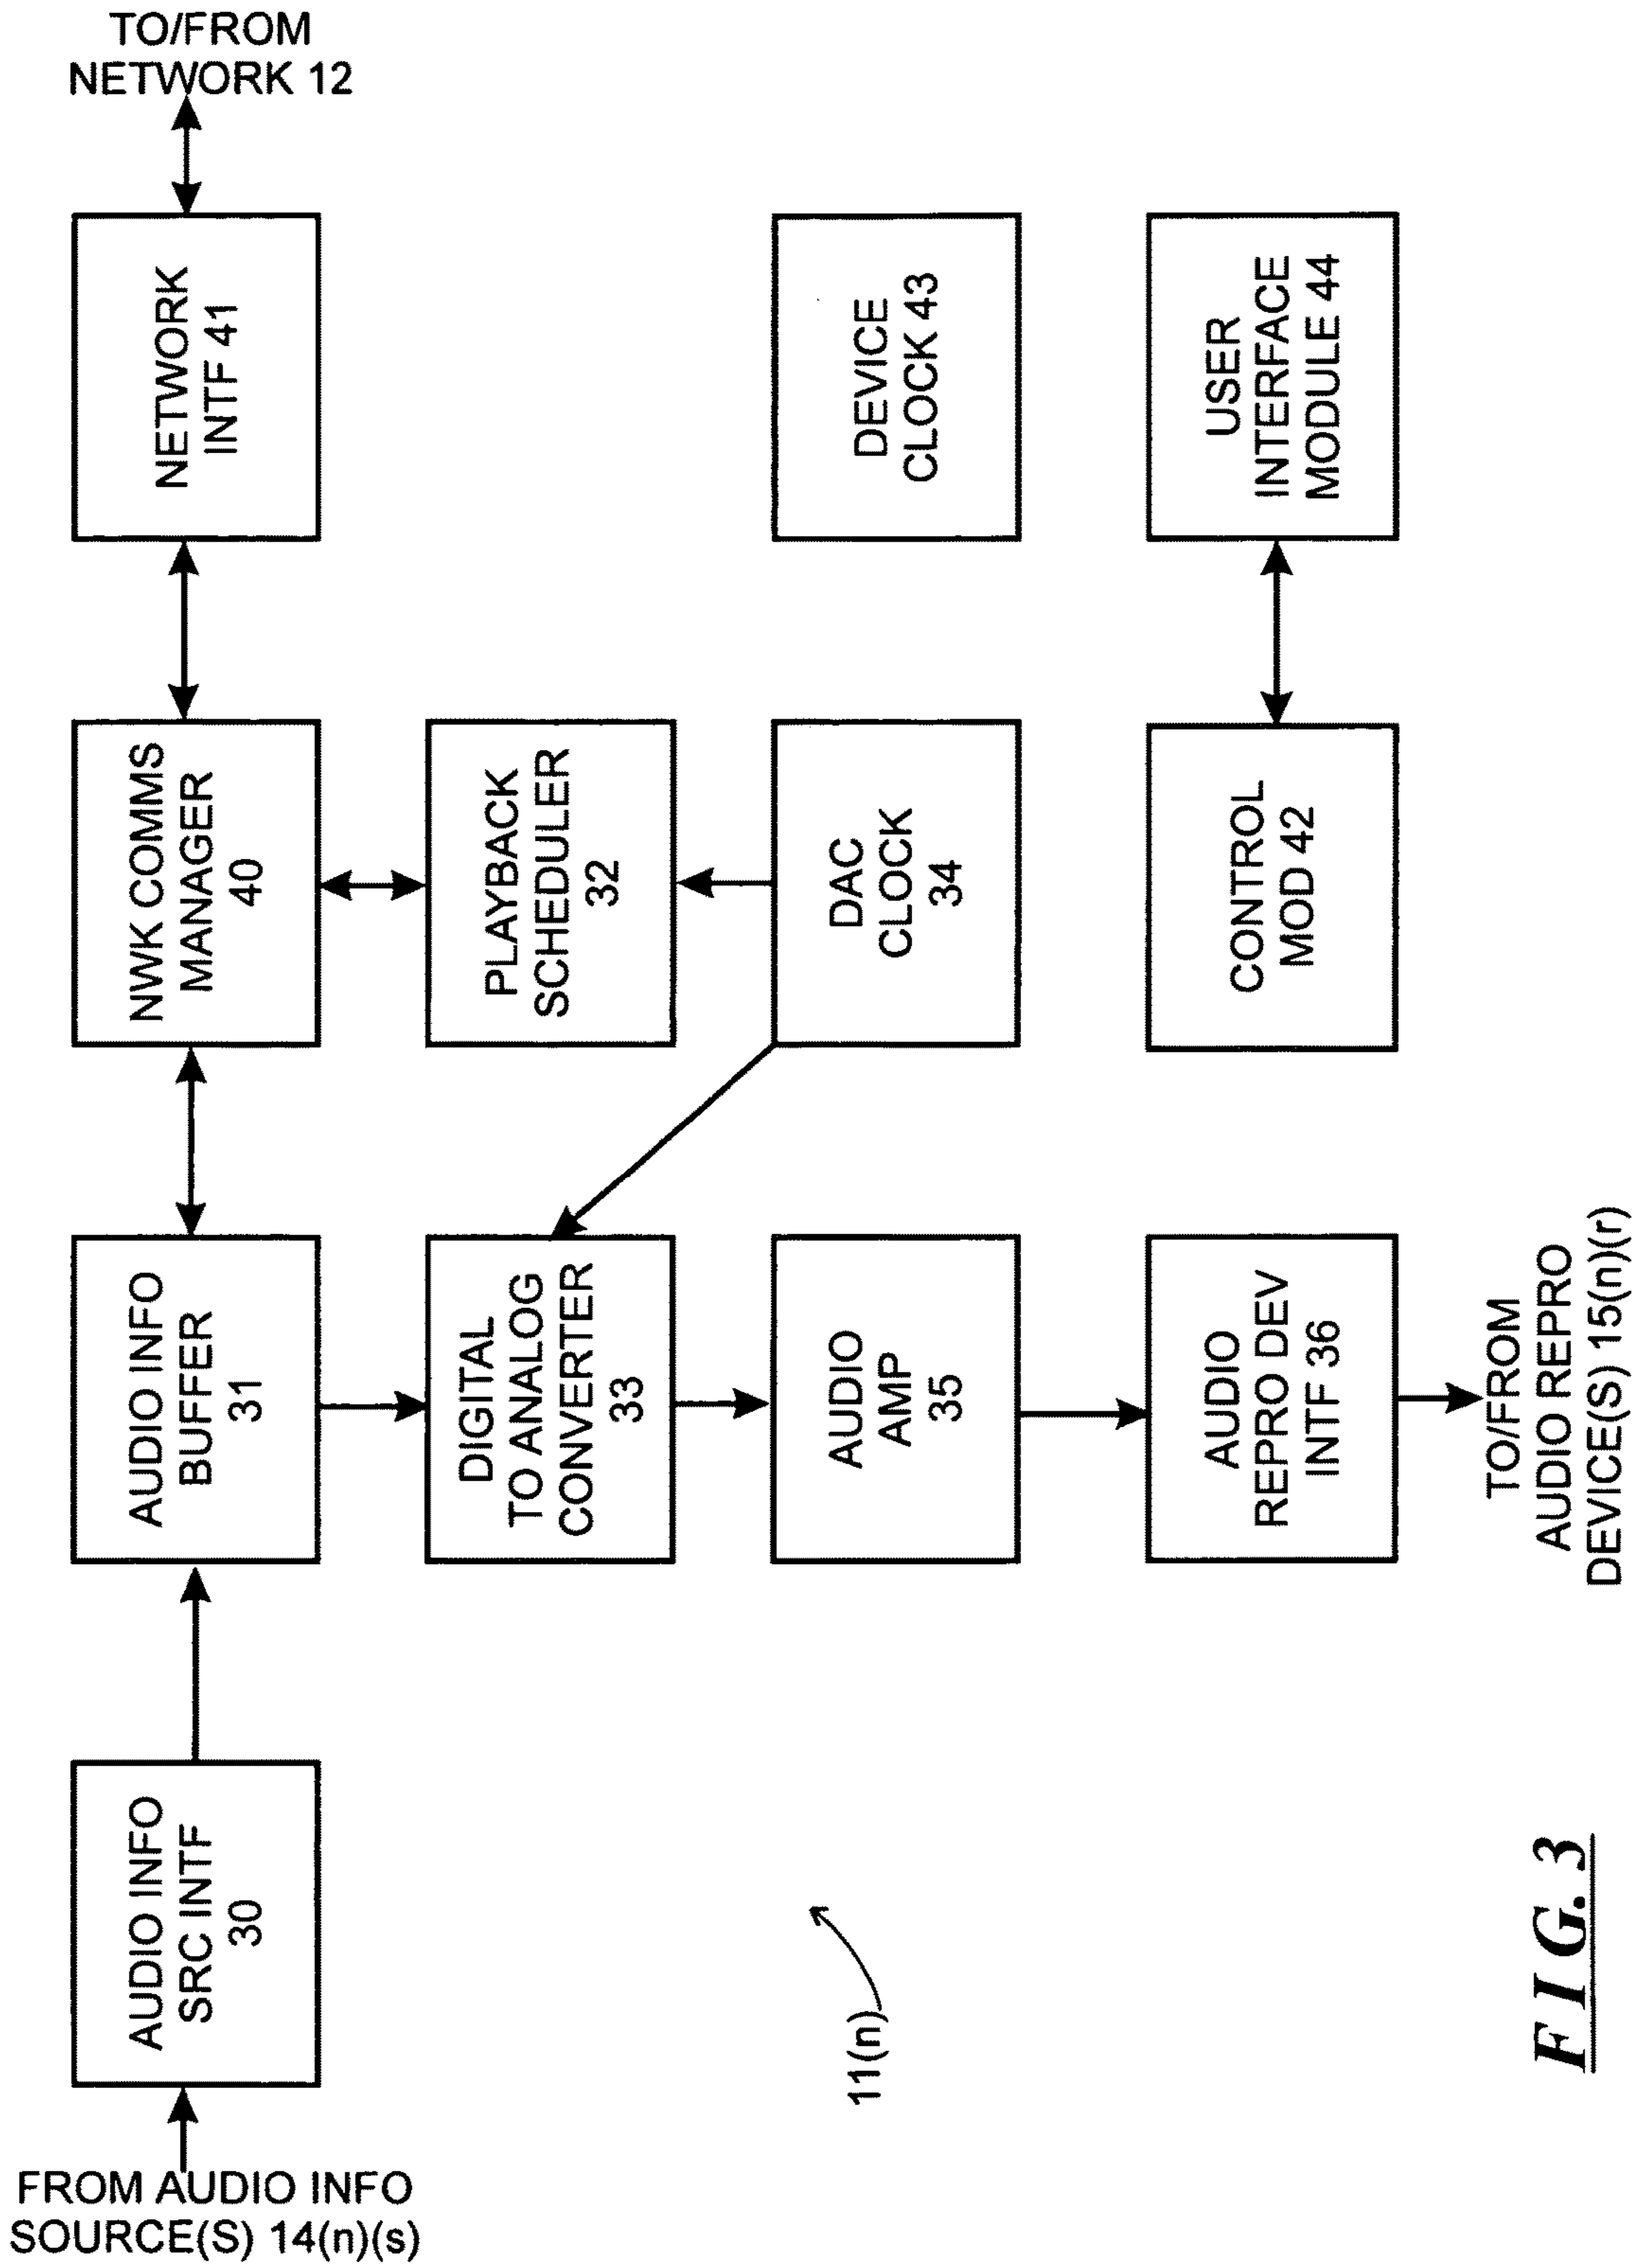 TO/FROM
NETWORK 12
NETWORK
INTF 41
DEVICE
CLOCK 43
USER
INTERFACE
MODULE 44
NWK COMMS
MANAGER
40
PLAYBACK
SCHEDULER
32
DAC
CLOCK
34
CONTROL
MOD 42
AUDIO INFO
BUFFER
31
DIGITAL
TO ANALOG
CONVERTER
33
AUDIO
AMP
35
AUDIO
REPRO DEV
INTF 36
TO/FROM
AUDIO REPRO
DEVICE(S) 15(n)(r)
AUDIO INFO
SRC INTF
30
11(n)
FIG. 3
FROM AUDIO INFO
SOURCE(S) 14(n)(s)